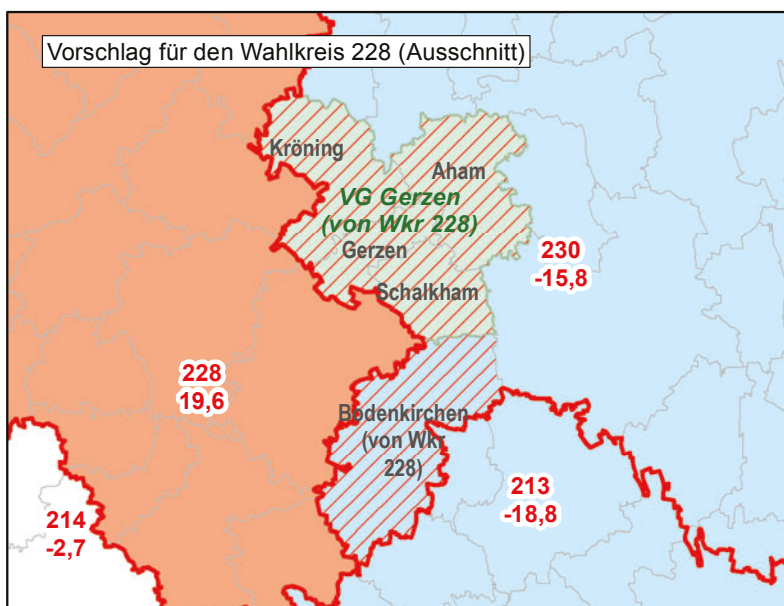 Vorschlag für den Wahlkreis 228 (Ausschnitt)
Kröning
Aham
VG Gerzen
(von Wkr 228)
Gerzen
230
-15,8
Schalkham
228
19,6
Bodenkirchen
(von Wkr
228)
213
-18,8
214
-2,7